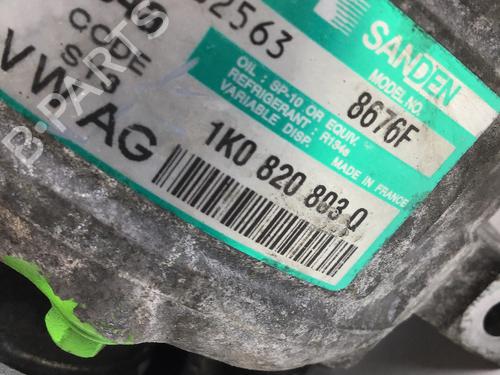 SANDEN
MODEL NO.
8676F
2563
CODE
VW AG
OIL : SP-10 OR EQUIV.
REFRIGERANT : R134a
VARIABLE DISP.
MADE IN FRANCE
1K0 820 803 Q
B-PARTS